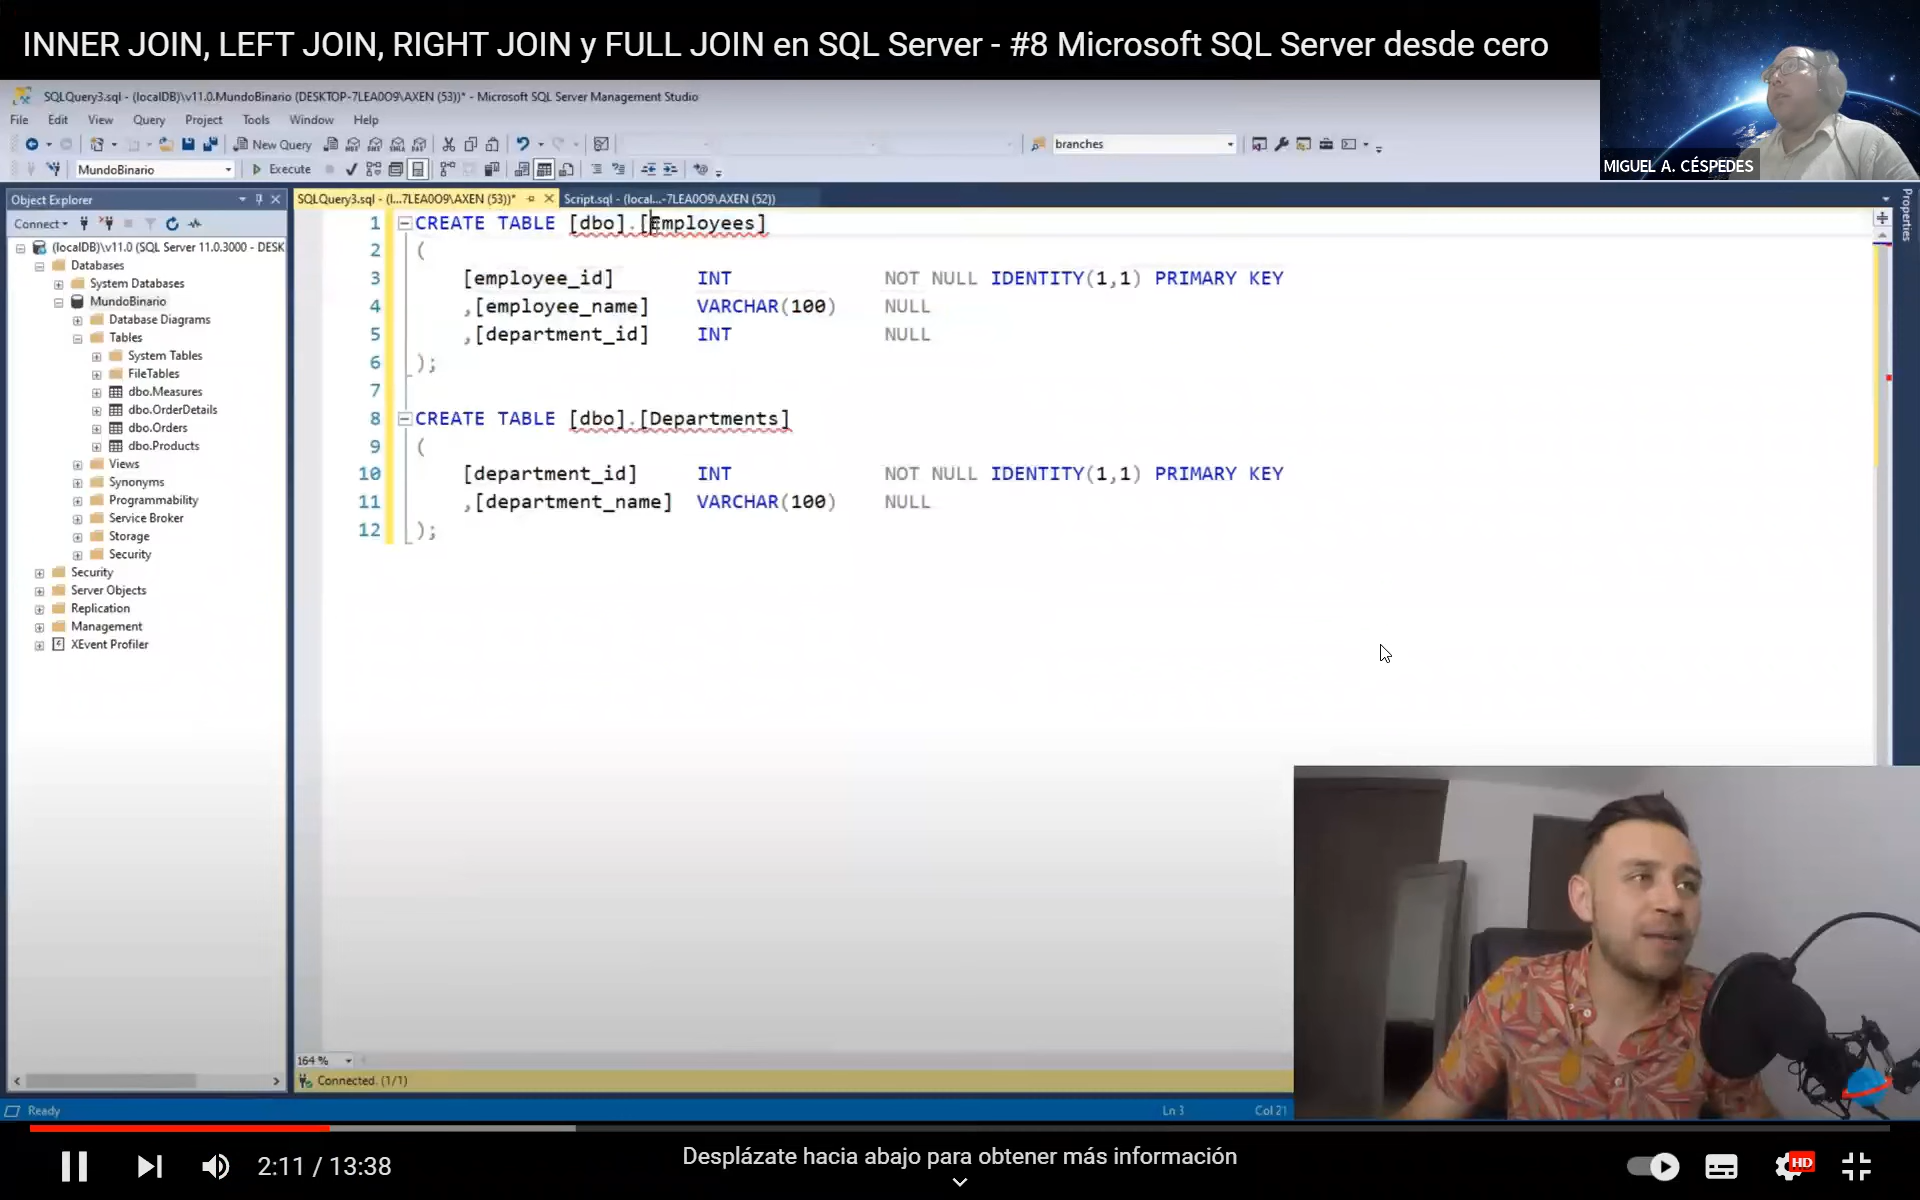 INNER JOIN, LEFT JOIN, RIGHT JOIN y FULL JOIN en SQL Server - #8 Microsoft SQL Server desde cero
MIGUEL A. CÉSPEDES
SQLQuery3.sql - (localDB)\v11.0.MundoBinario (DESKTOP-7LEA0O9\AXEN (53))* - Microsoft SQL Server Management Studio
File Edit View Query Project Tools Window Help
New Query
branches
MundoBinario
Execute
Object Explorer
SQLQuery3.sql - (l...7LEA0O9\AXEN (53))*
Script.sql - (local...-7LEA0O9\AXEN (52))
Properties
Connect
(localDB)\v11.0 (SQL Server 11.0.3000 - DESK
Databases
System Databases
MundoBinario
Database Diagrams
Tables
System Tables
FileTables
dbo.Measures
dbo.OrderDetails
dbo.Orders
dbo.Products
Views
Synonyms
Programmability
Service Broker
Storage
Security
Security
Server Objects
Replication
Management
XEvent Profiler
1 CREATE TABLE [dbo].[Employees]
2 (
3 [employee_id] INT NOT NULL IDENTITY(1,1) PRIMARY KEY
4 ,[employee_name] VARCHAR(100) NULL
5 ,[department_id] INT NULL
6 );
7
8 CREATE TABLE [dbo].[Departments]
9 (
10 [department_id] INT NOT NULL IDENTITY(1,1) PRIMARY KEY
11 ,[department_name] VARCHAR(100) NULL
12 );
164 %
Connected. (1/1)
Ready
Ln 3
Col 21
2:11 / 13:38
Desplázate hacia abajo para obtener más información
HD